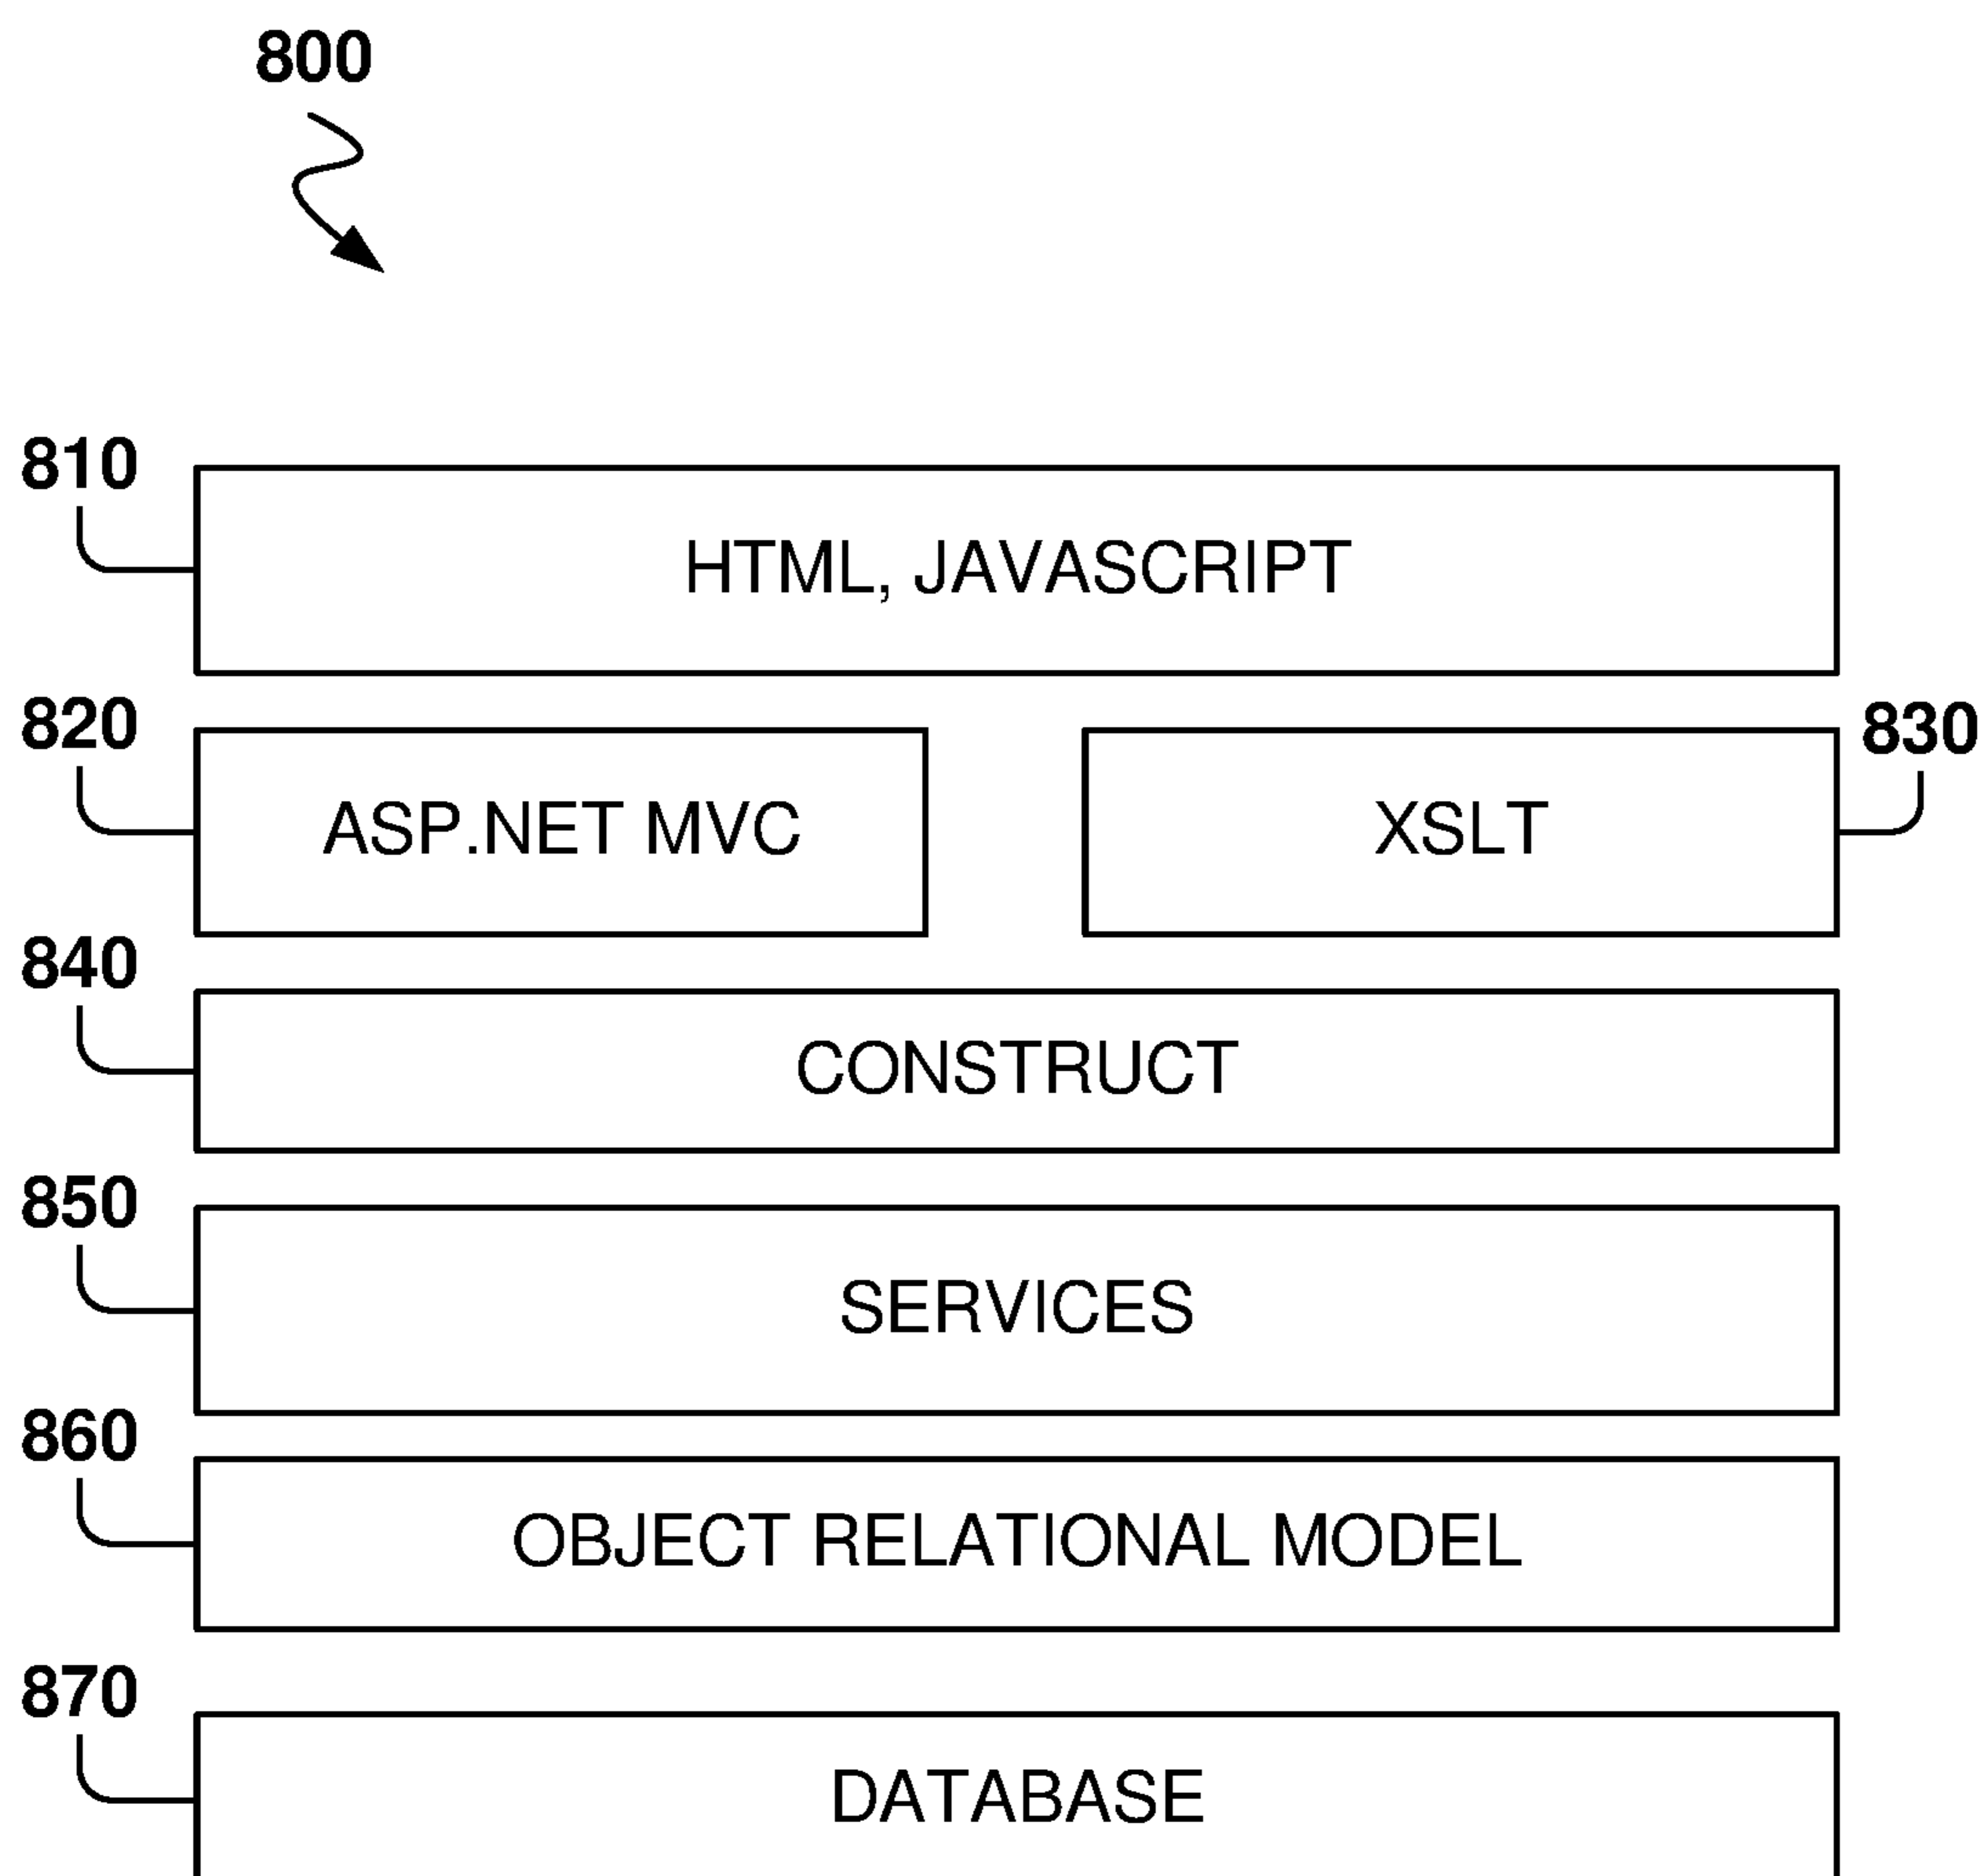 800
810
HTML, JAVASCRIPT
820
830
ASP.NET MVC
XSLT
840
CONSTRUCT
850
SERVICES
860
OBJECT RELATIONAL MODEL
870
DATABASE